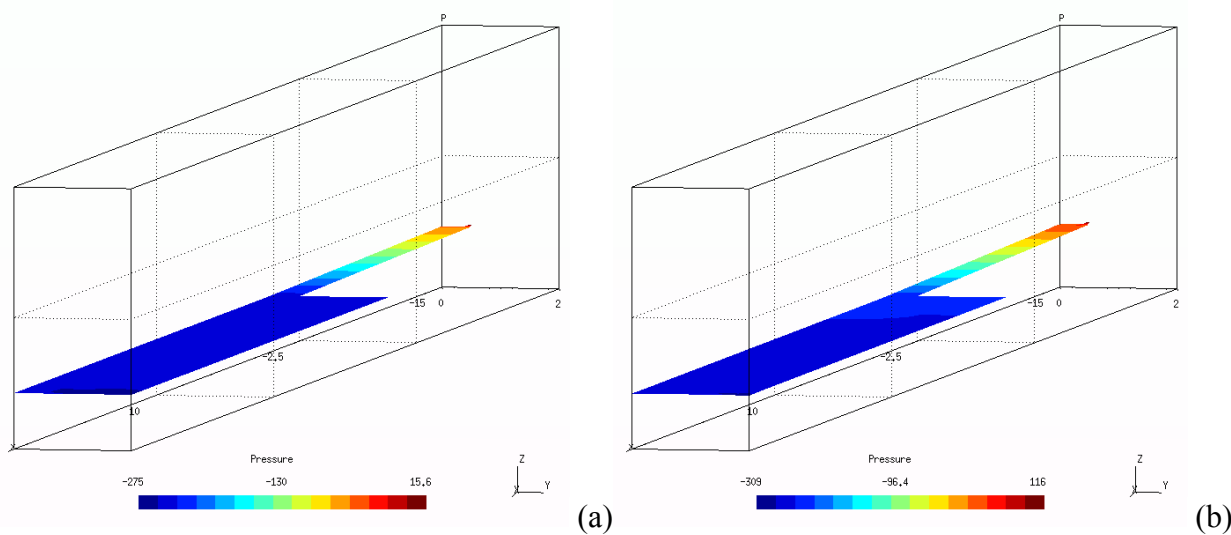 P
-15 0 2
-2.5
10
X
Pressure
-275 -130 15.6
Z
X Y
(a)
P
-15 0 2
-2.5
10
X
Pressure
-309 -96.4 116
Z
X Y
(b)